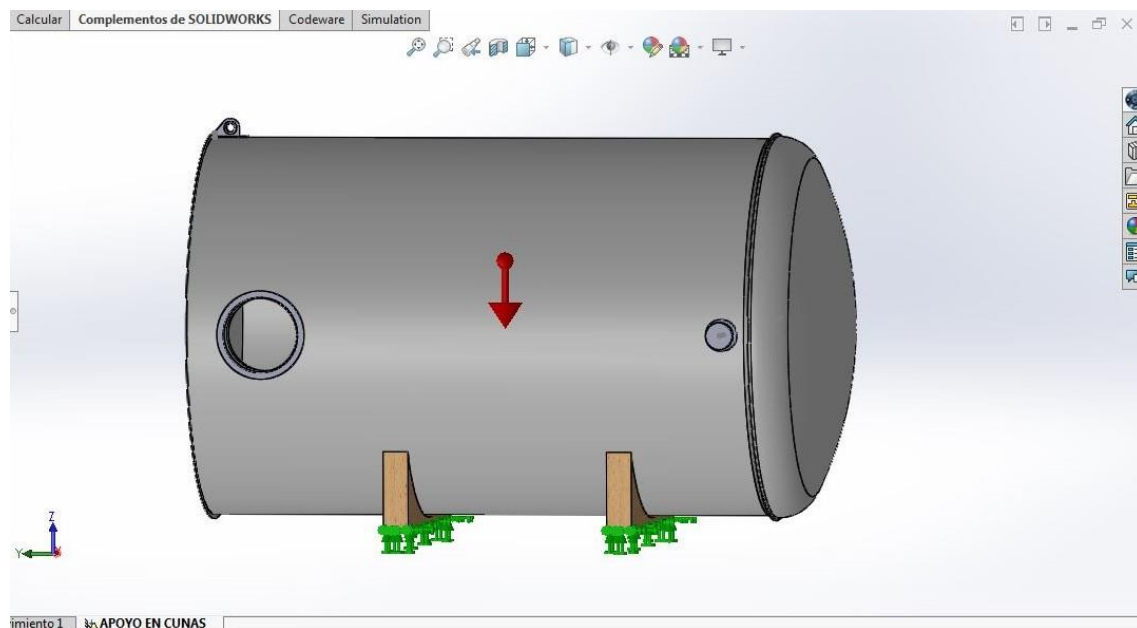 Calcular Complementos de SOLIDWORKS Codeware Simulation
Z
Y
imiento 1 APOYO EN CUNAS